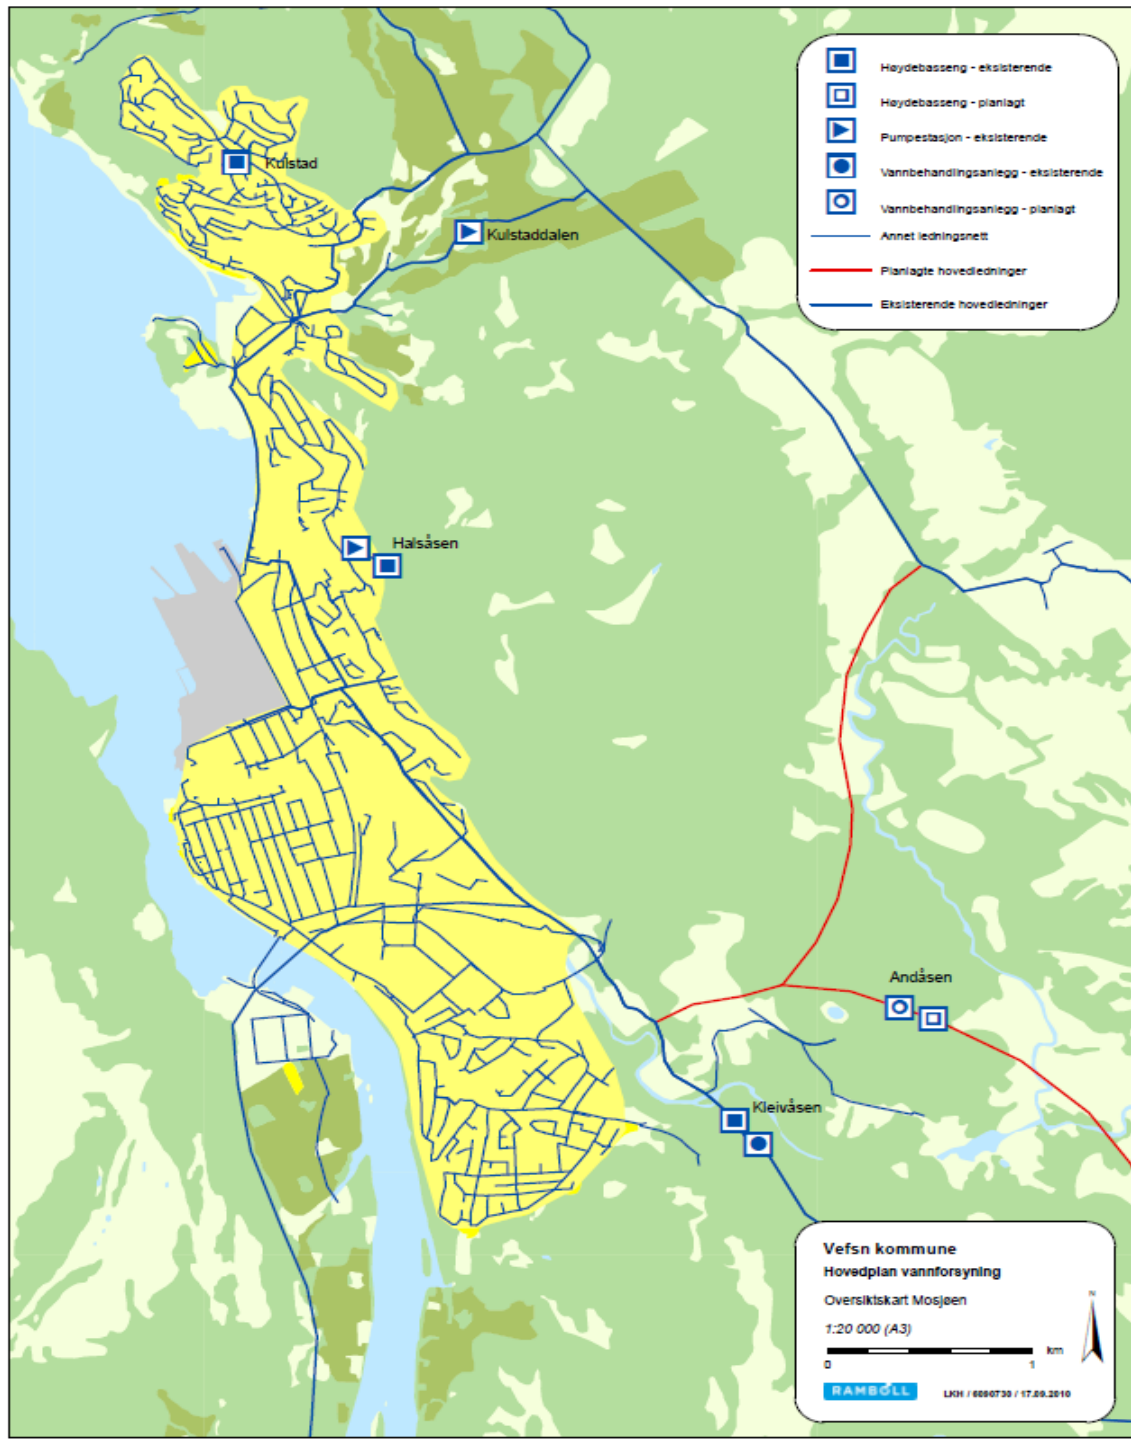 Høydebasseng - eksisterende
Høydebasseng - planlagt
Pumpestasjon - eksisterende
Vannbehandlingsanlegg - eksisterende
Vannbehandlingsanlegg - planlagt
Annet ledningsnett
Planlagte hovedledninger
Eksisterende hovedledninger
Kulstad
Kulstaddalen
Halsåsen
Andåsen
Kleivåsen
Vefsn kommune
Hovedplan vannforsyning
Oversiktskart Mosjøen
1:20 000 (A3)
N
km
0 1
RAMBOLL LKH / 6090730 / 17.09.2010